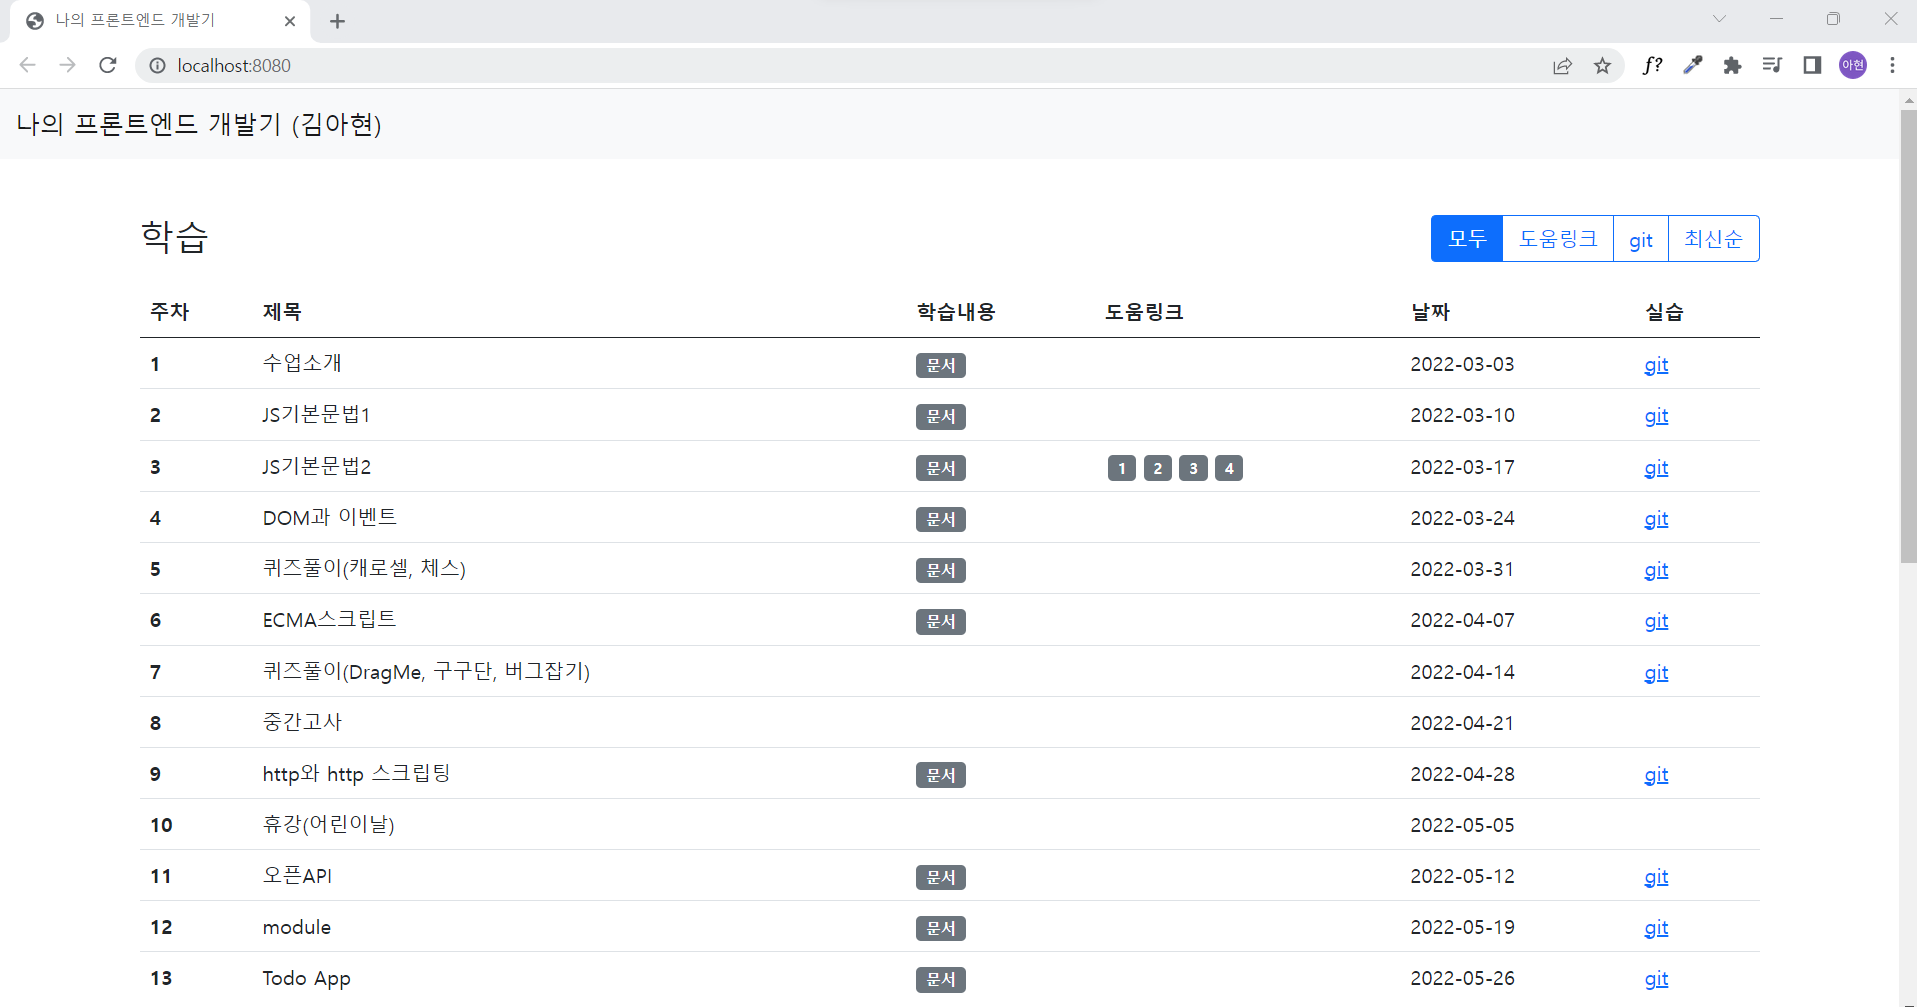 나의 프론트엔드 개발기
localhost:8080
f?
아현
나의 프론트엔드 개발기 (김아현)
학습
모두 도움링크 git 최신순
주차 제목 학습내용 도움링크 날짜 실습
1 수업소개 문서 2022-03-03 git
2 JS기본문법1 문서 2022-03-10 git
3 JS기본문법2 문서 1 2 3 4 2022-03-17 git
4 DOM과 이벤트 문서 2022-03-24 git
5 퀴즈풀이(캐로셀, 체스) 문서 2022-03-31 git
6 ECMA스크립트 문서 2022-04-07 git
7 퀴즈풀이(DragMe, 구구단, 버그잡기) 2022-04-14 git
8 중간고사 2022-04-21
9 http와 http 스크립팅 문서 2022-04-28 git
10 휴강(어린이날) 2022-05-05
11 오픈API 문서 2022-05-12 git
12 module 문서 2022-05-19 git
13 Todo App 문서 2022-05-26 git